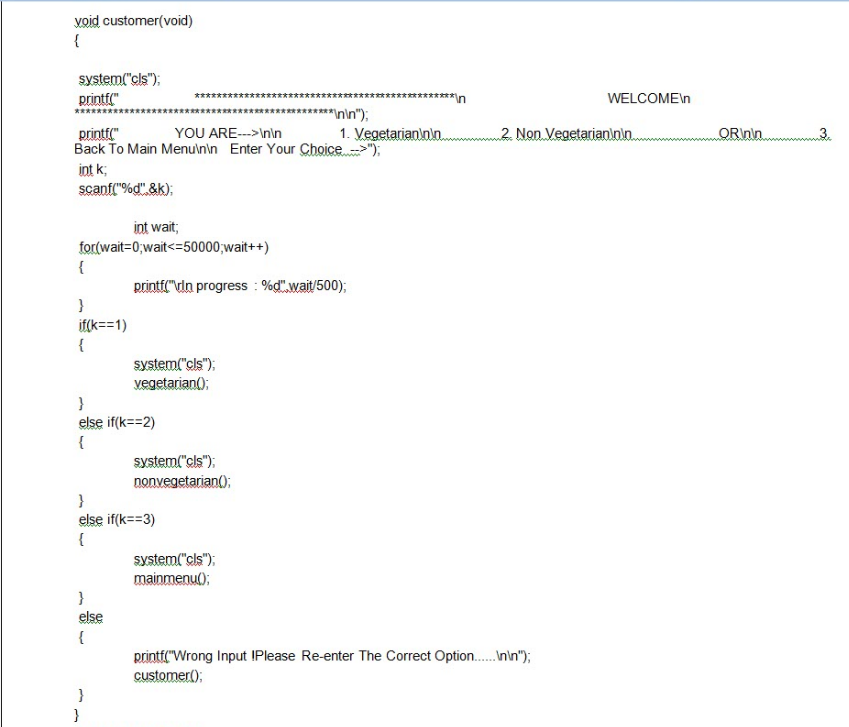 void customer(void)
{
system("cls");
printf(" ************************************************\n WELCOME\n
************************************************\n\n");
printf(" YOU ARE--->\n\n 1. Vegetarian\n\n 2. Non Vegetarian\n\n OR\n\n 3.
Back To Main Menu\n\n Enter Your Choice -->");
int k;
scanf("%d",&k);
int wait;
for(wait=0;wait<=50000;wait++)
{
printf("\rIn progress : %d",wait/500);
}
if(k==1)
{
system("cls");
vegetarian();
}
else if(k==2)
{
system("cls");
nonvegetarian();
}
else if(k==3)
{
system("cls");
mainmenu();
}
else
{
printf("Wrong Input !Please Re-enter The Correct Option......\n\n");
customer();
}
}